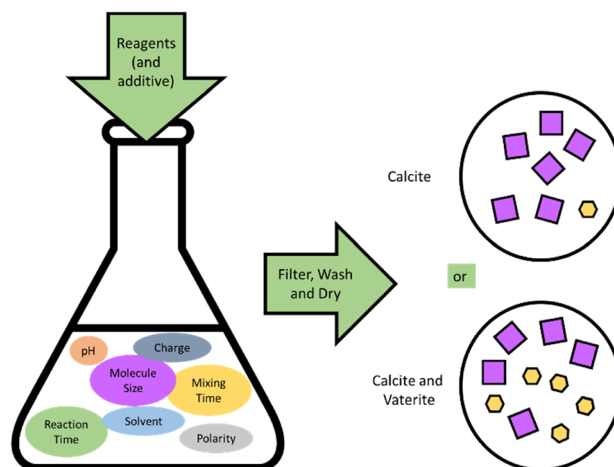 Reagents
(and
additive)
Calcite
Filter, Wash
and Dry
or
pH
Charge
Molecule
Size
Mixing
Time
Reaction
Time
Solvent
Polarity
Calcite and
Vaterite